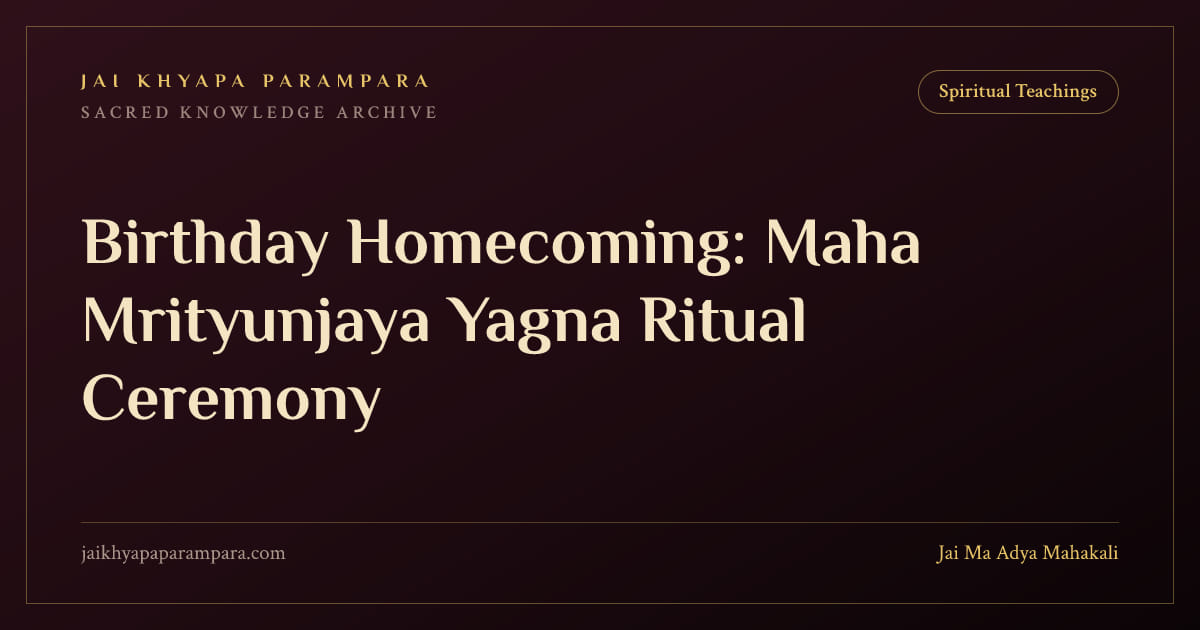 JAI KHYAPA PARAMPARA
SACRED KNOWLEDGE ARCHIVE
Spiritual Teachings
Birthday Homecoming: Maha
Mrityunjaya Yagna Ritual
Ceremony
jaikhyapaparampara.com
Jai Ma Adya Mahakali